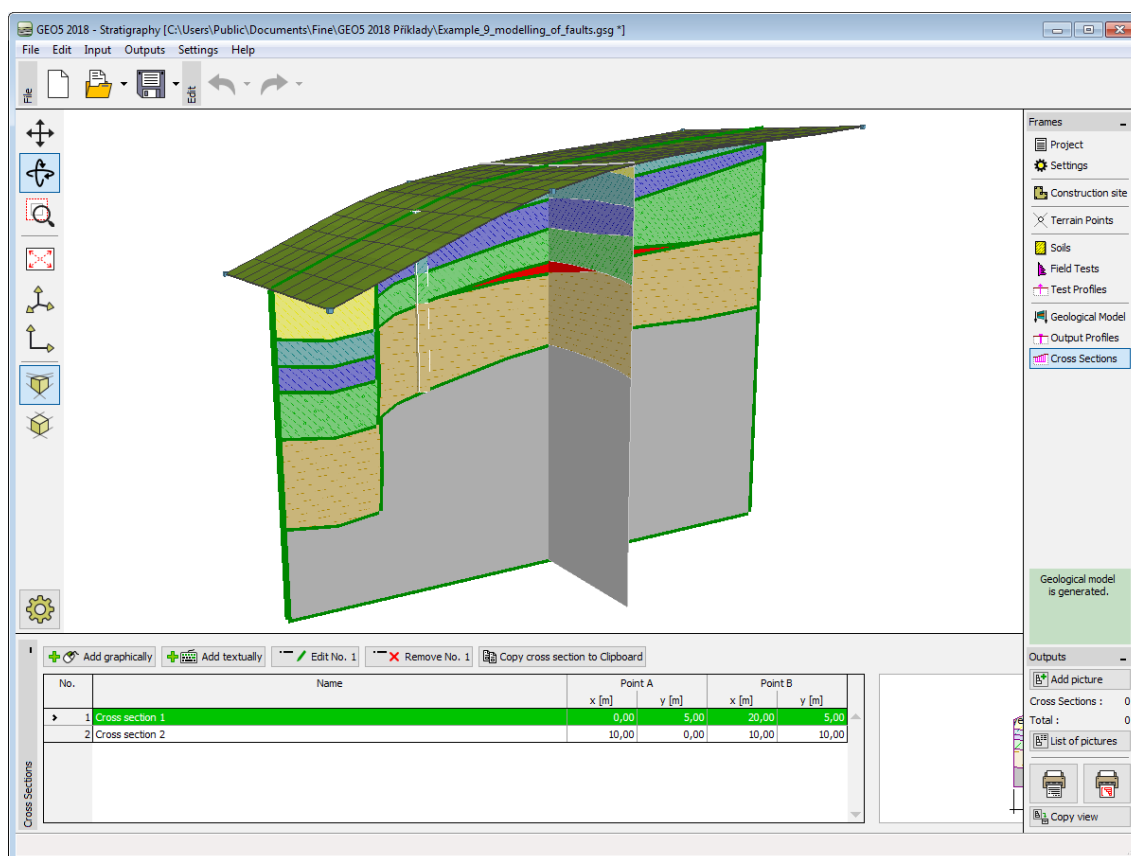 GEO5 2018 - Stratigraphy [C:\Users\Public\Documents\Fine\GEO5 2018 Příklady\Example_9_modelling_of_faults.gsg *]
File Edit Input Outputs Settings Help
File
Edit
Frames
Project
Settings
Construction site
Terrain Points
Soils
Field Tests
Test Profiles
Geological Model
Output Profiles
Cross Sections
Geological model
is generated.
Cross Sections
Add graphically Add textually Edit No. 1 Remove No. 1 Copy cross section to Clipboard
No. Name Point A Point B
x [m] y [m] x [m] y [m]
1 Cross section 1 0,00 5,00 20,00 5,00
2 Cross section 2 10,00 0,00 10,00 10,00
Outputs
Add picture
Cross Sections : 0
Total : 0
List of pictures
Copy view